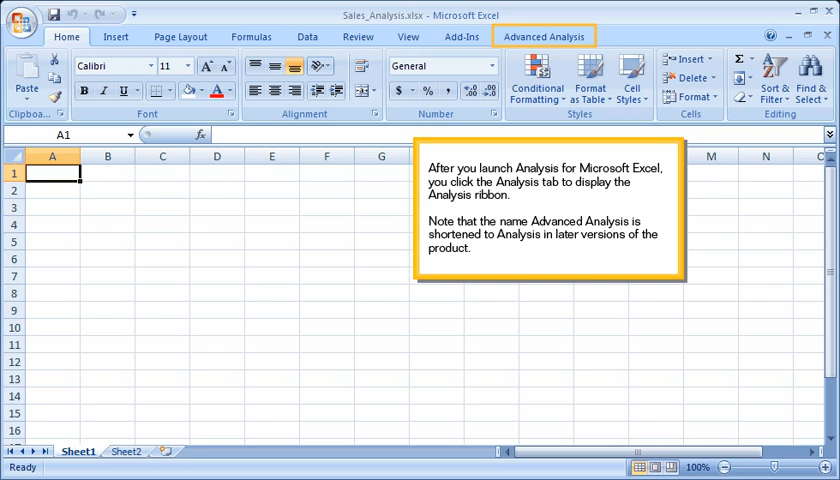 Sales_Analysis.xlsx - Microsoft Excel
Home Insert Page Layout Formulas Data Review View Add-Ins Advanced Analysis
Paste
Clipboa...
Calibri 11 A A
B I U A
Font
Alignment
General
$ % , .00 .0
Number
Conditional Formatting
Format as Table
Cell Styles
Styles
Insert
Delete
Format
Cells
Σ
Sort & Filter
Find & Select
Editing
A1 fx
A B C D E F G M N O
1
2
3
4
5
6
7
8
9
10
11
12
13
14
15
16
After you launch Analysis for Microsoft Excel,
you click the Analysis tab to display the
Analysis ribbon.
Note that the name Advanced Analysis is
shortened to Analysis in later versions of the
product.
Sheet1 Sheet2
Ready 100%